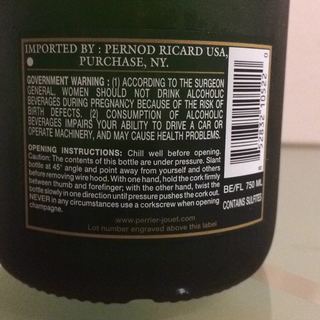 IMPORTED BY : PERNOD RICARD USA,
PURCHASE, NY.
GOVERNMENT WARNING : (1) ACCORDING TO THE SURGEON
GENERAL, WOMEN SHOULD NOT DRINK ALCOHOLIC
BEVERAGES DURING PREGNANCY BECAUSE OF THE RISK OF
BIRTH DEFECTS. (2) CONSUMPTION OF ALCOHOLIC
BEVERAGES IMPAIRS YOUR ABILITY TO DRIVE A CAR OR
OPERATE MACHINERY, AND MAY CAUSE HEALTH PROBLEMS.
OPENING INSTRUCTIONS: Chill well before opening.
Caution: The contents of this bottle are under pressure. Slant
bottle at 45° angle and point away from yourself and others
before removing wire hood. With one hand, hold the cork firmly
between thumb and forefinger; with the other hand, twist the
bottle slowly in one direction until pressure pushes the cork out.
NEVER in any circumstances use a corkscrew when opening
champagne.
www.perrier-jouet.com
Lot number engraved above this label
BE/FL 750 ML
CONTAINS SULFITES